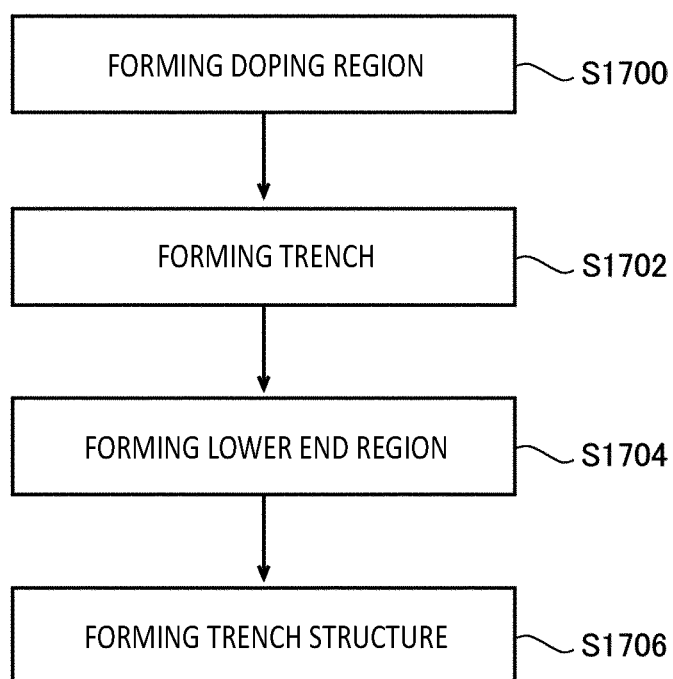 FORMING DOPING REGION
S1700
FORMING TRENCH
S1702
FORMING LOWER END REGION
S1704
FORMING TRENCH STRUCTURE
S1706